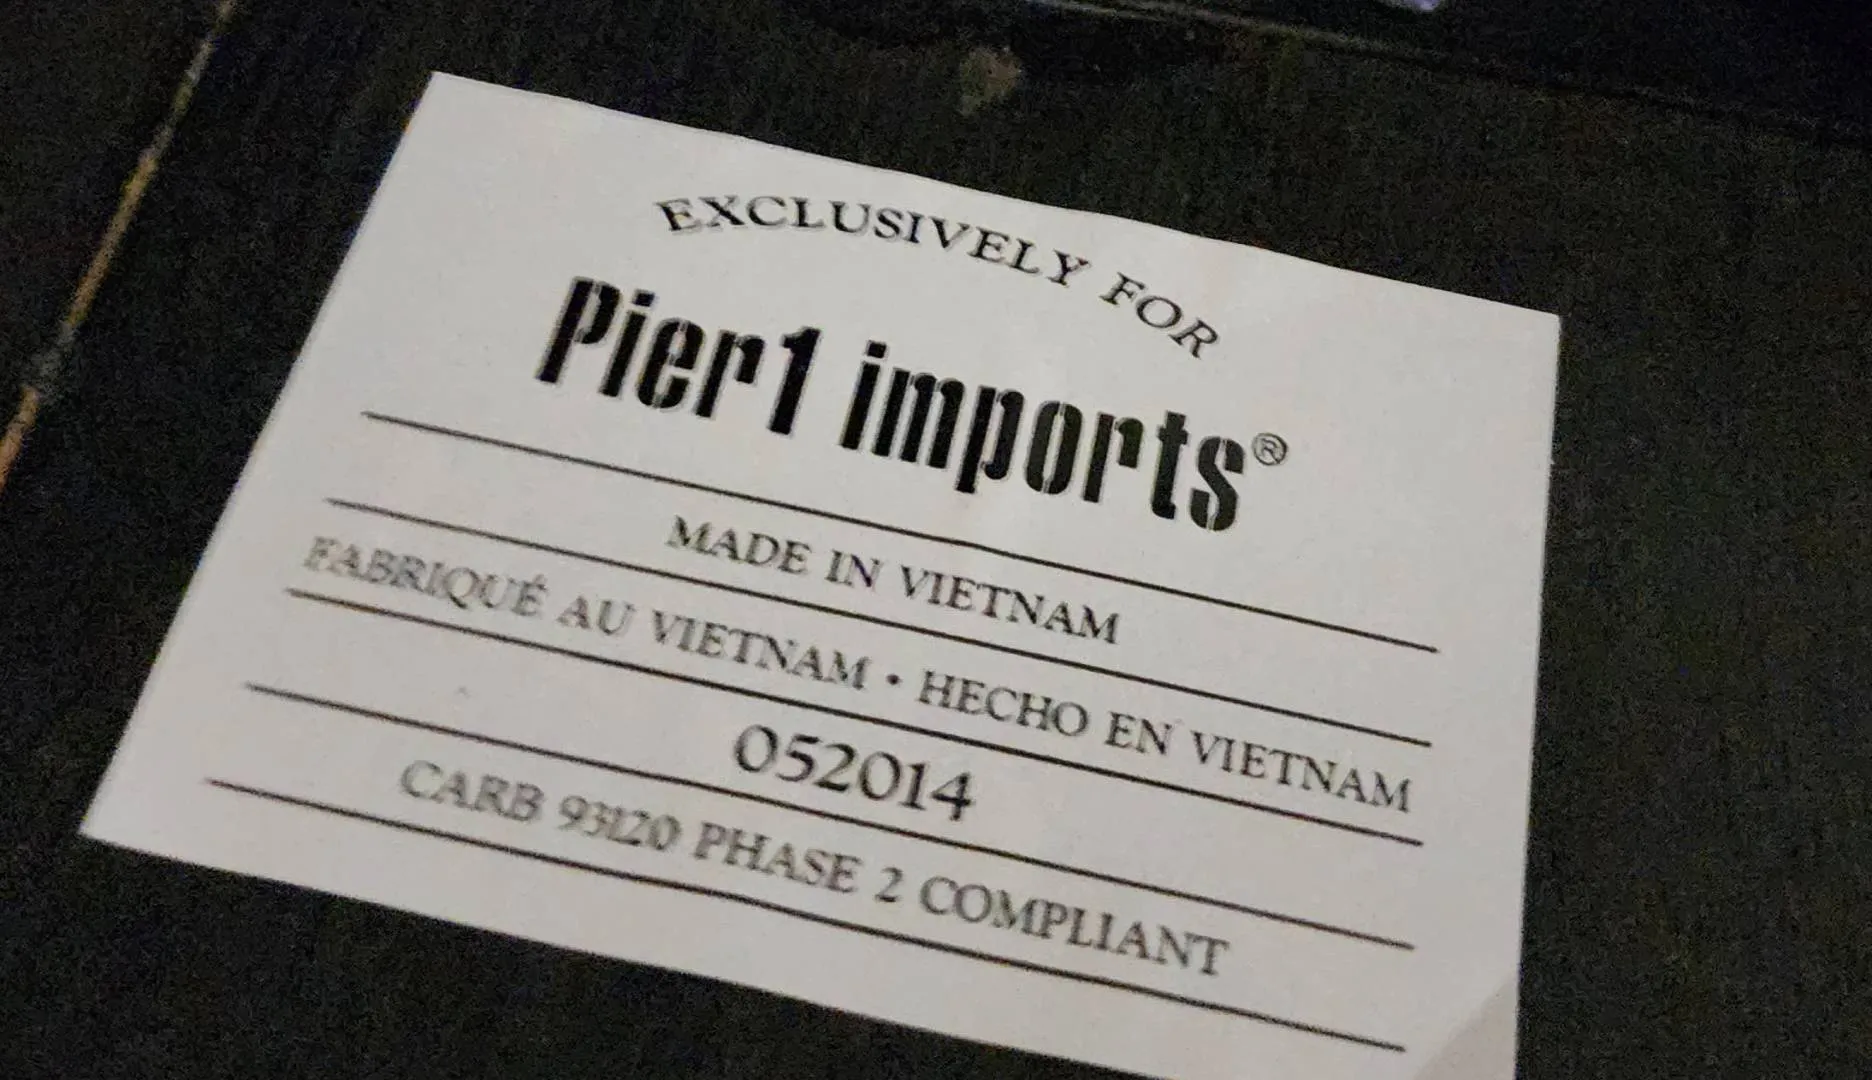 EXCLUSIVELY FOR
Pier1 imports®
MADE IN VIETNAM
FABRIQUÉ AU VIETNAM • HECHO EN VIETNAM
052014
CARB 93120 PHASE 2 COMPLIANT